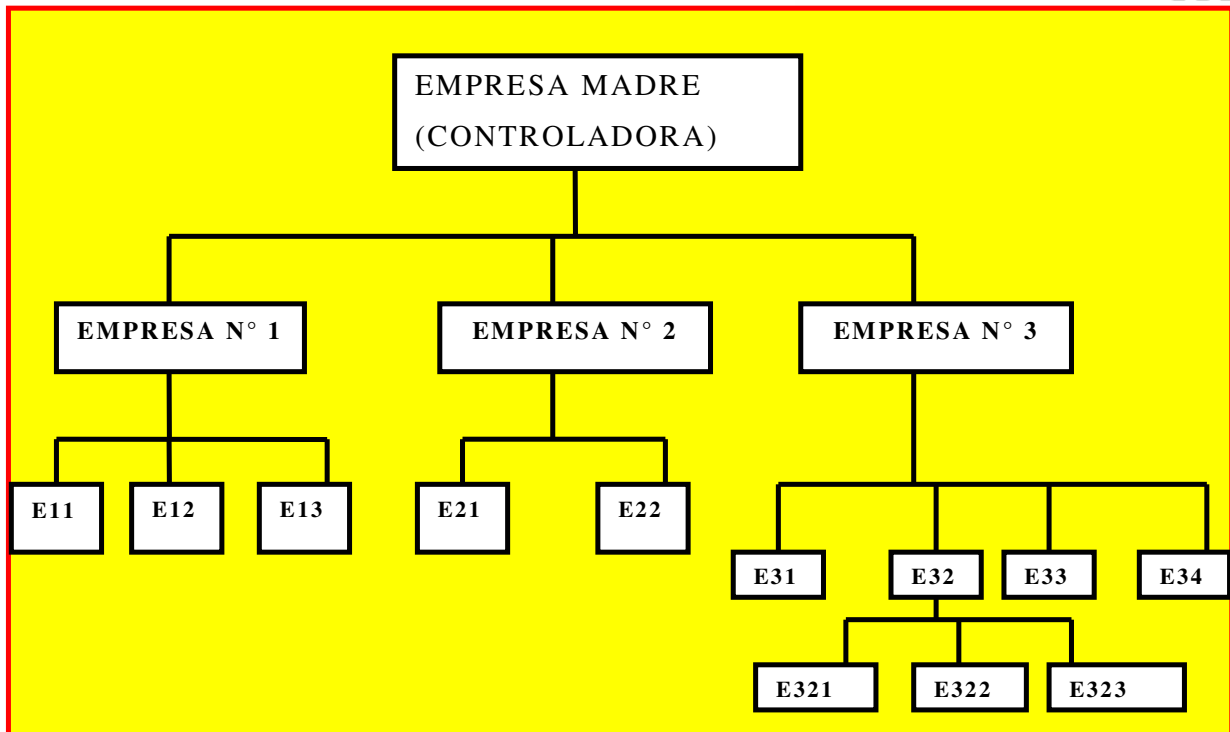 EMPRESA MADRE
(CONTROLADORA)
EMPRESA N° 1
EMPRESA N° 2
EMPRESA N° 3
E11
E12
E13
E21
E22
E31
E32
E33
E34
E321
E322
E323